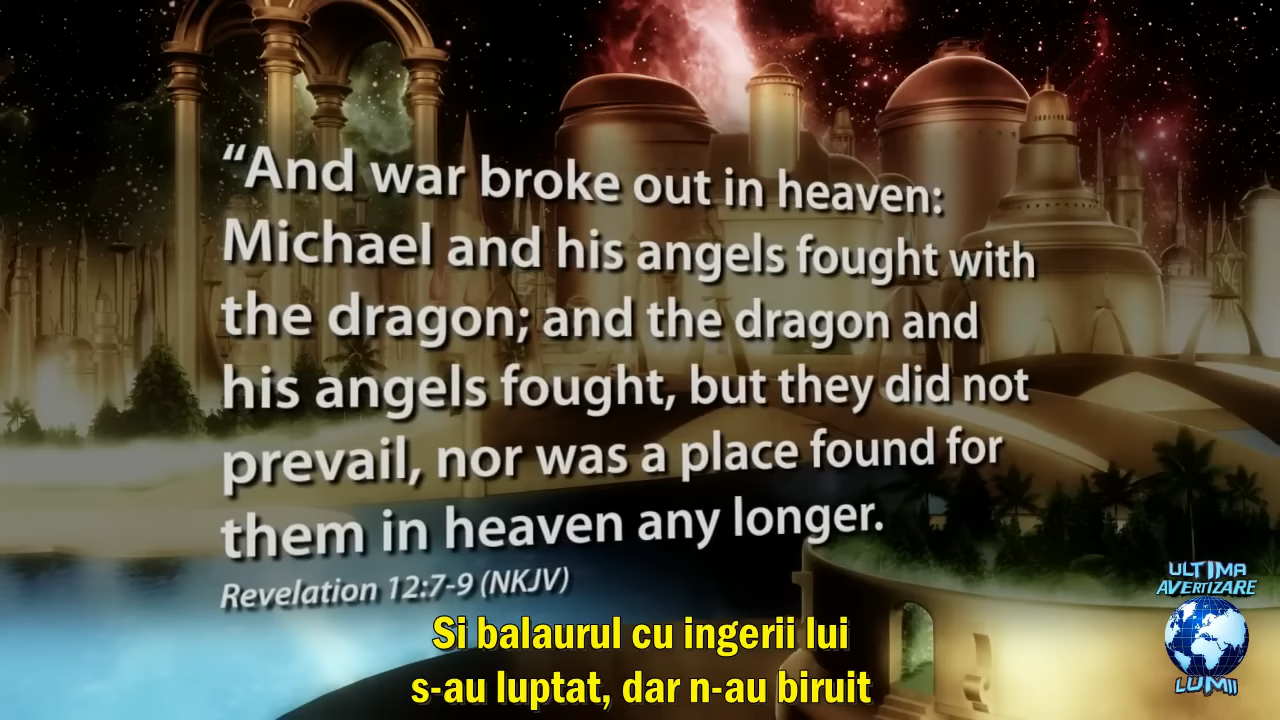 “And war broke out in heaven:
Michael and his angels fought with
the dragon; and the dragon and
his angels fought, but they did not
prevail, nor was a place found for
them in heaven any longer.
Revelation 12:7-9 (NKJV)
Si balaurul cu ingerii lui
s-au luptat, dar n-au biruit
ULTIMA
AVERTIZARE
LUMII